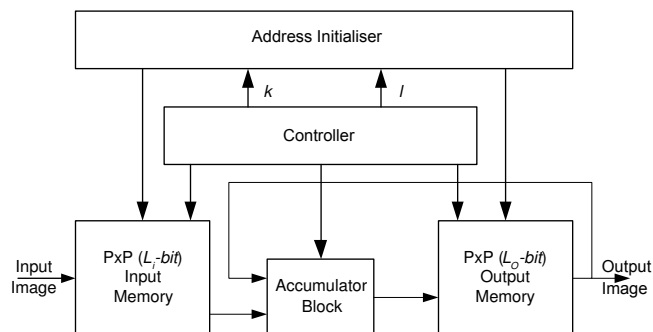 Address Initialiser
k
l
Controller
Input
Image
PxP (Li-bit)
Input
Memory
Accumulator
Block
PxP (LO-bit)
Output
Memory
Output
Image